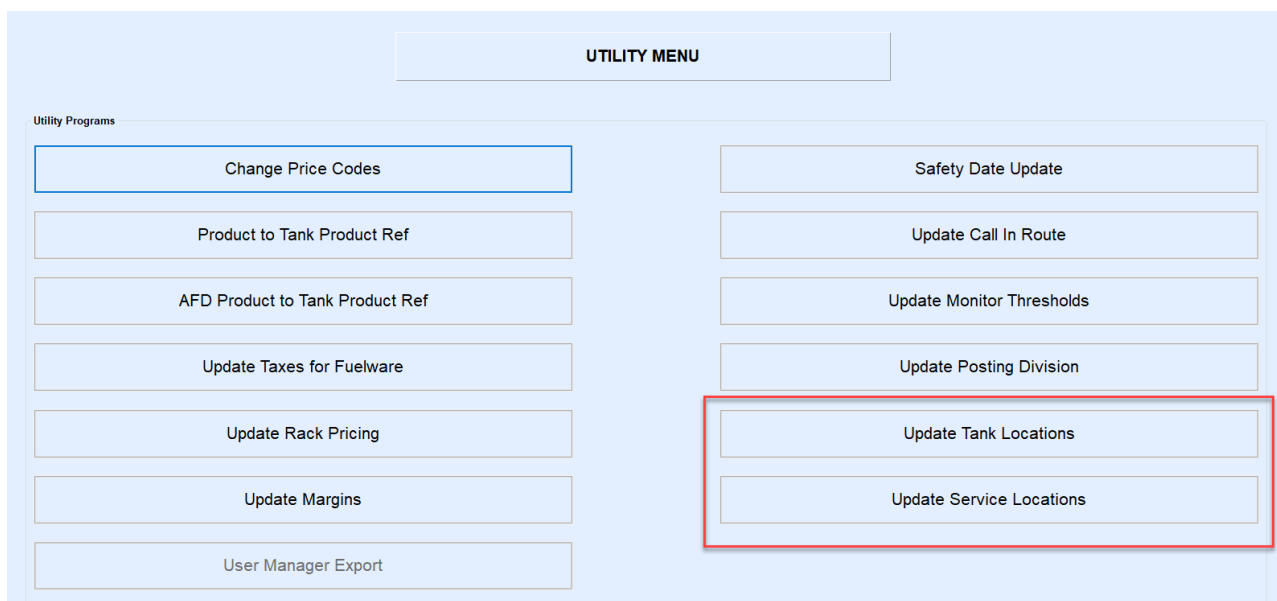 UTILITY MENU
Utility Programs
Change Price Codes
Safety Date Update
Product to Tank Product Ref
Update Call In Route
AFD Product to Tank Product Ref
Update Monitor Thresholds
Update Taxes for Fuelware
Update Posting Division
Update Rack Pricing
Update Tank Locations
Update Margins
Update Service Locations
User Manager Export